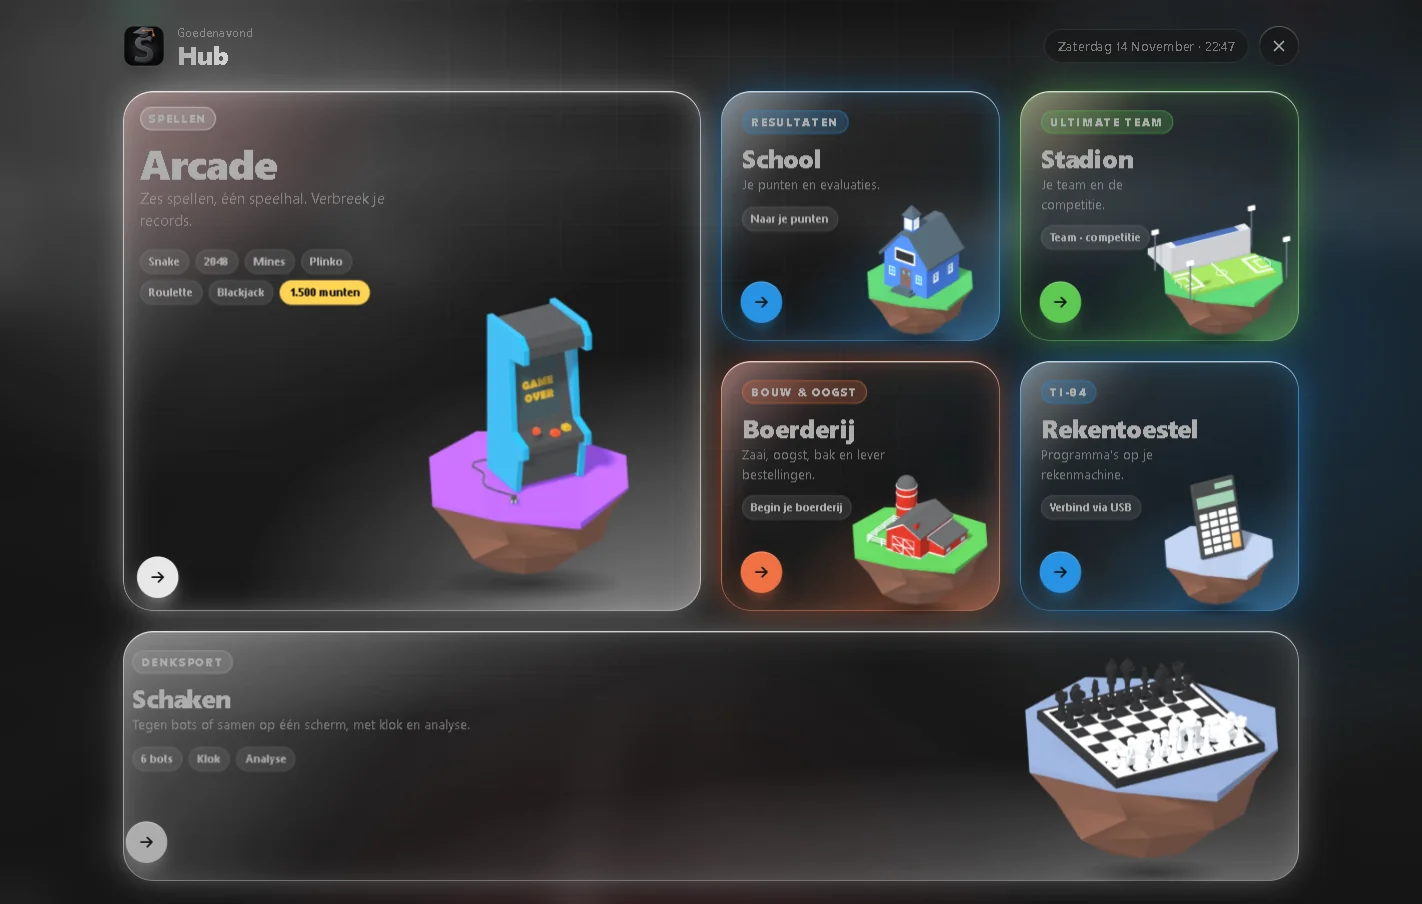 Goedenavond
Hub
Zaterdag 14 November · 22:47
SPELLEN
Arcade
Zes spellen, één speelhal. Verbreek je
records.
Snake 2048 Mines Plinko
Roulette Blackjack 1.500 munten
GAME
OVER
RESULTATEN
School
Je punten en evaluaties.
Naar je punten
ULTIMATE TEAM
Stadion
Je team en de
competitie.
Team · competitie
BOUW & OOGST
Boerderij
Zaai, oogst, bak en lever
bestellingen.
Begin je boerderij
TI-84
Rekentoestel
Programma's op je
rekenmachine.
Verbind via USB
DENKSPORT
Schaken
Tegen bots of samen op één scherm, met klok en analyse.
6 bots Klok Analyse